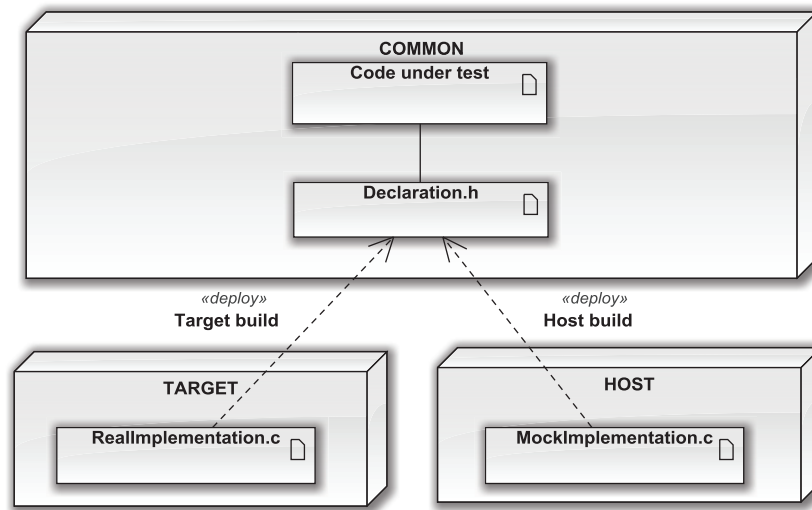 COMMON
Code under test
Declaration.h
«deploy»
Target build
«deploy»
Host build
TARGET
RealImplementation.c
HOST
MockImplementation.c